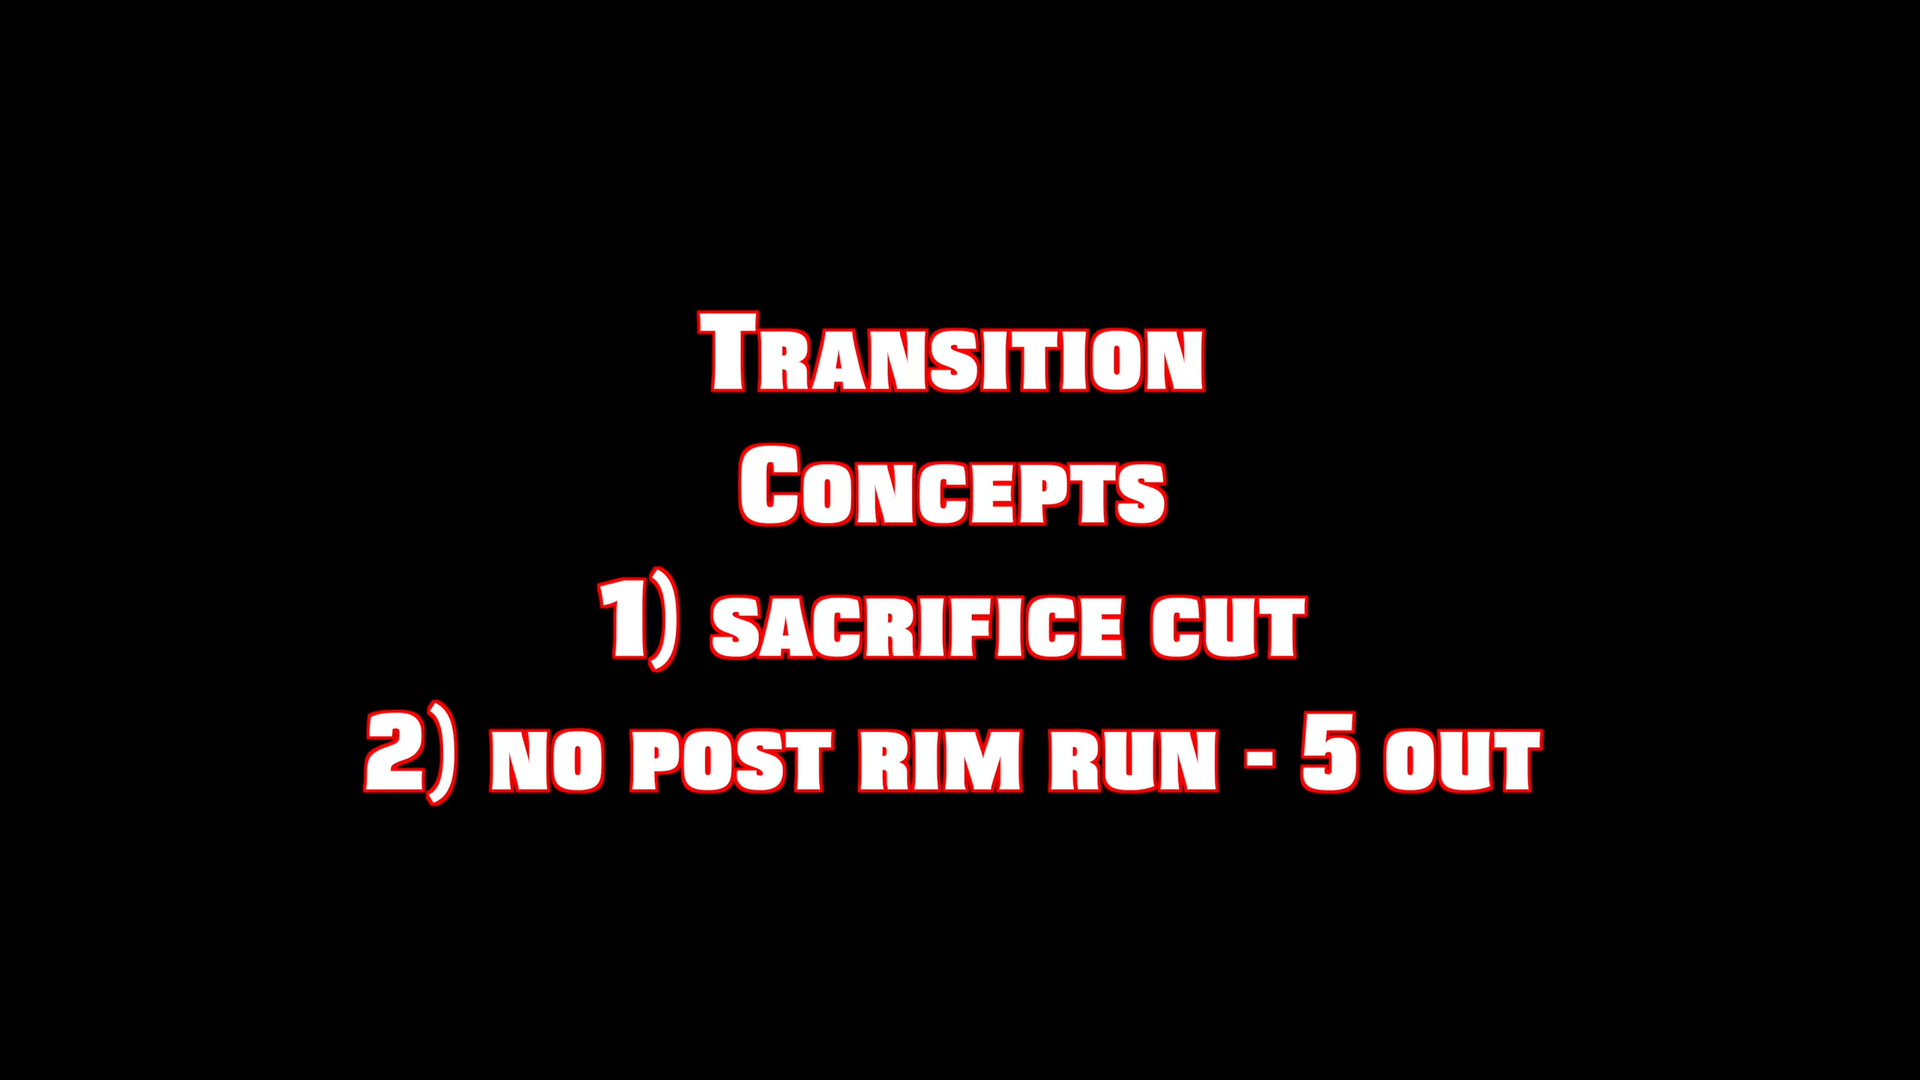 Transition
Concepts
1) sacrifice cut
2) no post rim run - 5 out